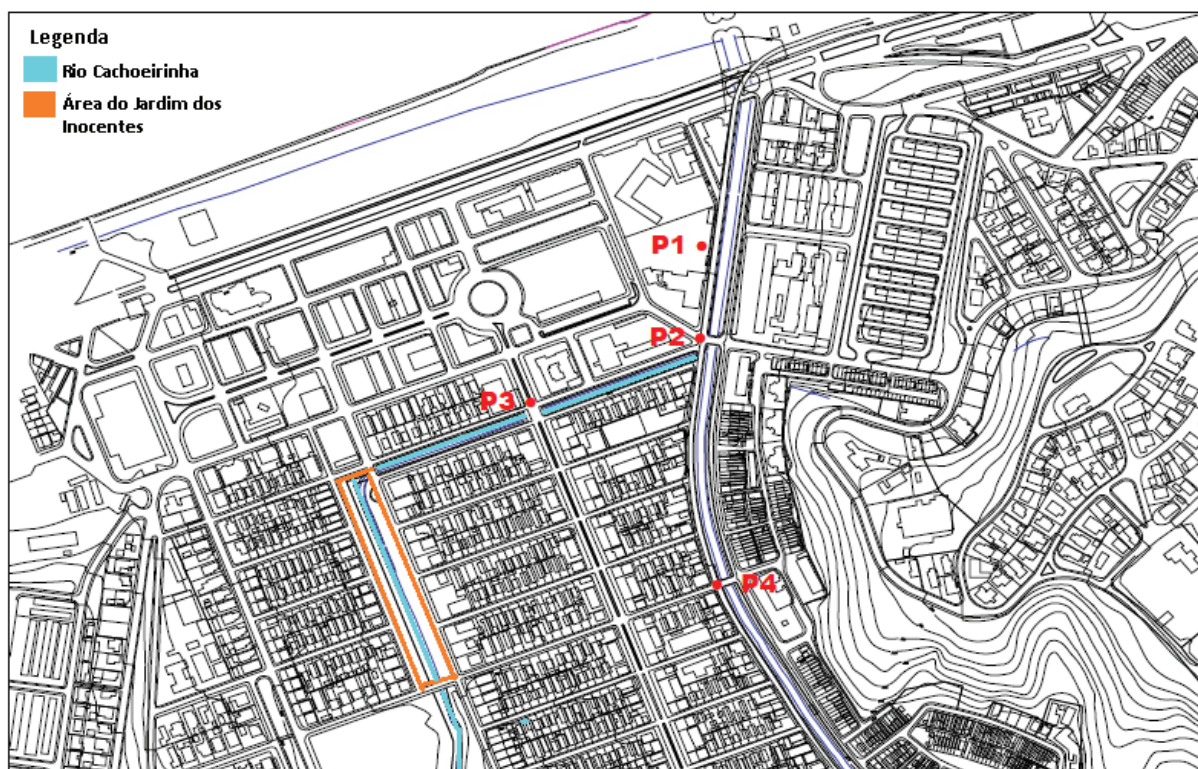 Legenda
Rio Cachoeirinha
Área do Jardim dos
Inocentes
P1
P2
P3
P4